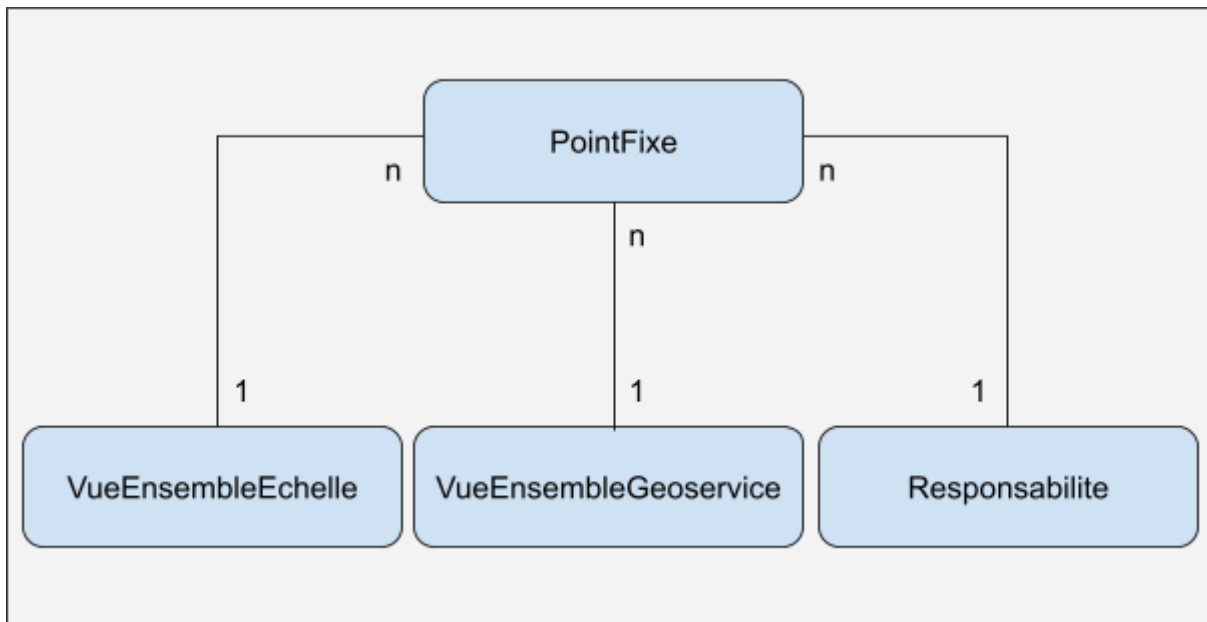 PointFixe
n
n
n
1
1
1
VueEnsembleEchelle
VueEnsembleGeoservice
Responsabilite